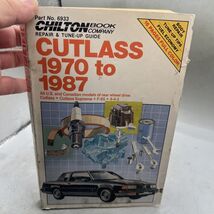 Part No. 6933
CHILTON BOOK COMPANY
REPAIR & TUNE-UP GUIDE
CUTLASS
1970 to
1987
All U.S. and Canadian models of rear wheel drive
Cutlass • Cutlass Supreme • F-85 • 4-4-2